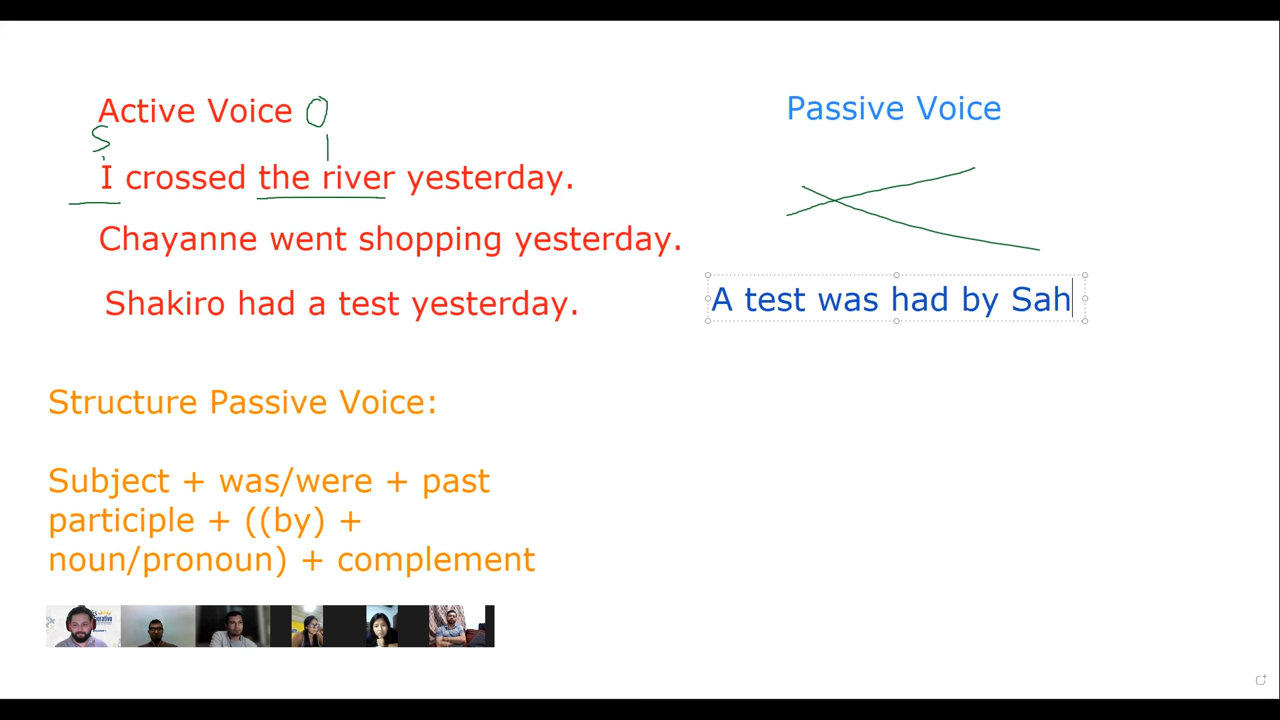 Active Voice O
Passive Voice
S
I crossed the river yesterday.
Chayanne went shopping yesterday.
Shakiro had a test yesterday.
A test was had by Sah
Structure Passive Voice:
Subject + was/were + past
participle + ((by) +
noun/pronoun) + complement